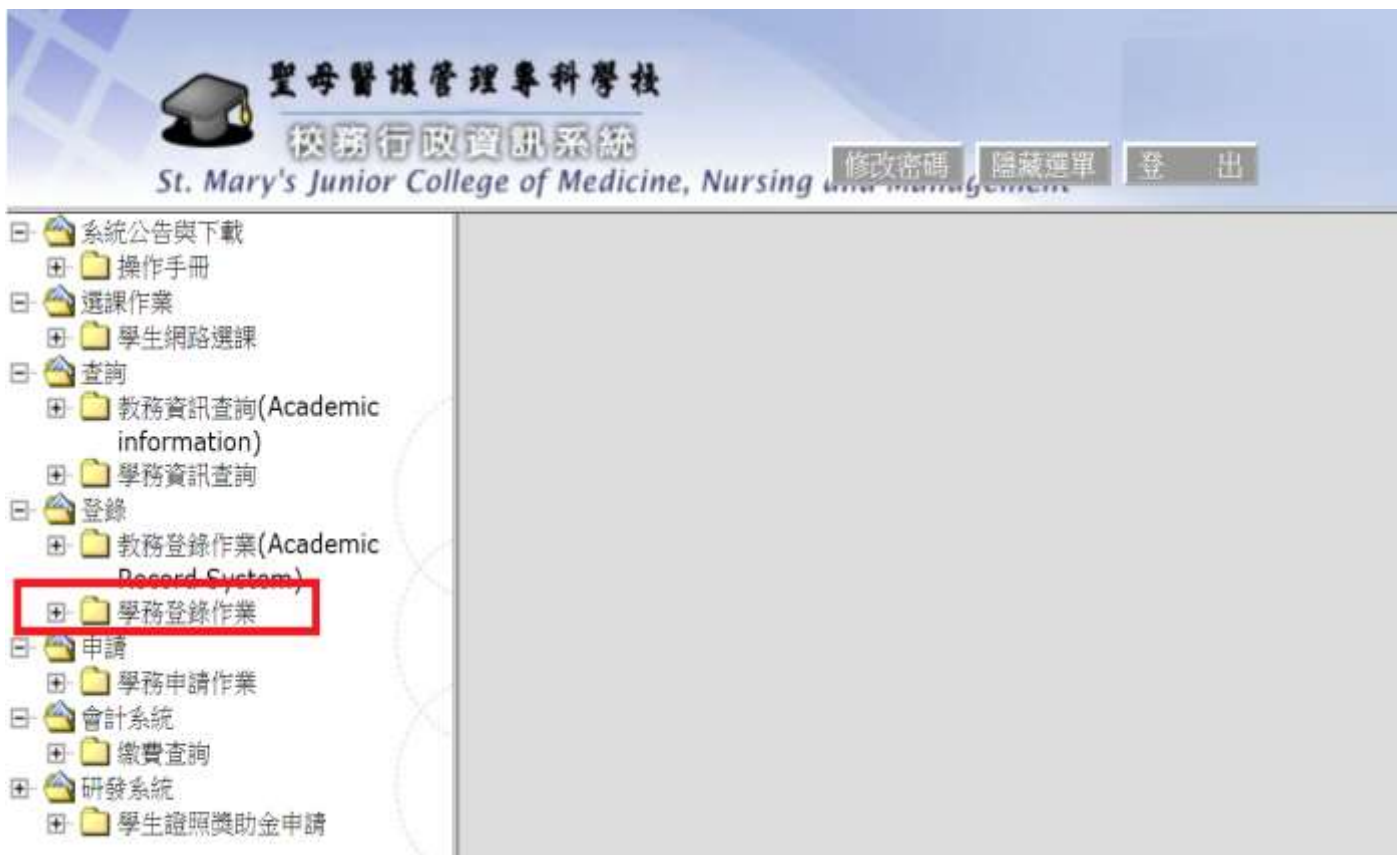 聖母醫護管理專科學校
校務行政資訊系統
St. Mary's Junior College of Medicine, Nursing and Management
修改密碼 隱藏選單 登 出
系統公告與下載
操作手冊
選課作業
學生網路選課
查詢
教務資訊查詢(Academic
information)
學務資訊查詢
登錄
教務登錄作業(Academic
Record System)
學務登錄作業
申請
學務申請作業
會計系統
繳費查詢
研發系統
學生證照獎助金申請